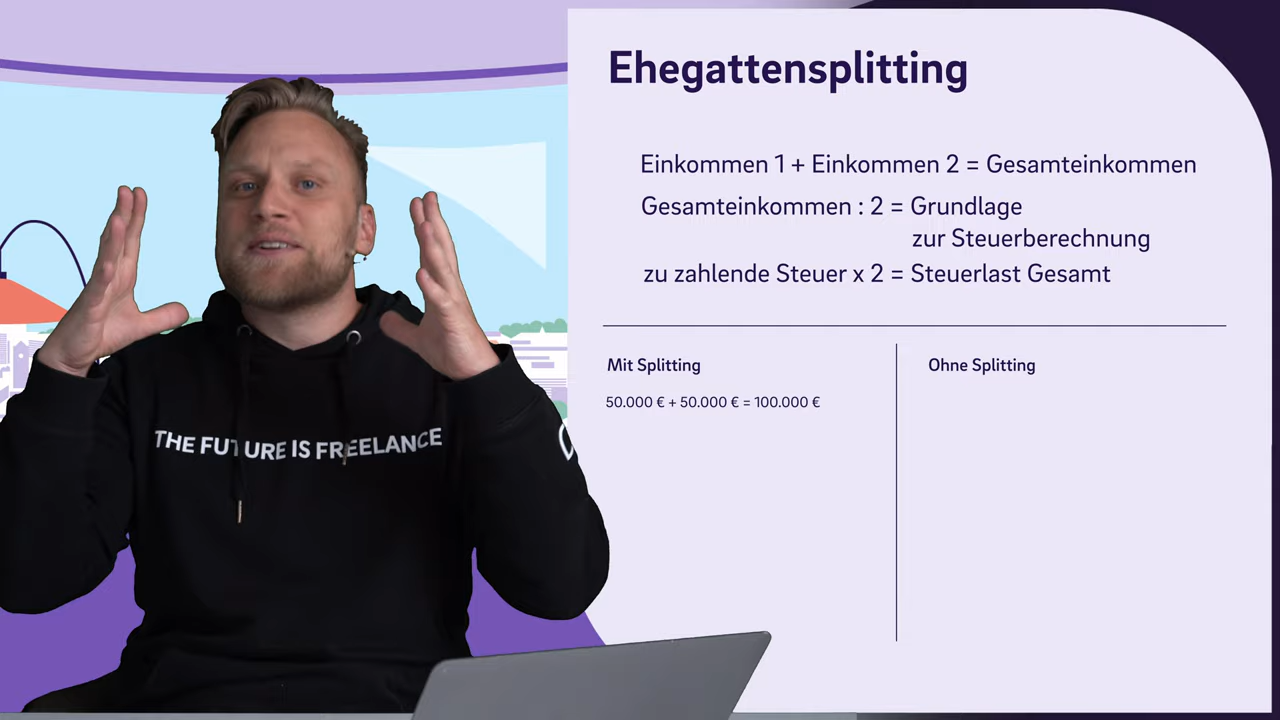 Ehegattensplitting
Einkommen 1 + Einkommen 2 = Gesamteinkommen
Gesamteinkommen : 2 = Grundlage
zur Steuerberechnung
zu zahlende Steuer x 2 = Steuerlast Gesamt
Mit Splitting
50.000 € + 50.000 € = 100.000 €
Ohne Splitting
THE FUTURE IS FREELANCE